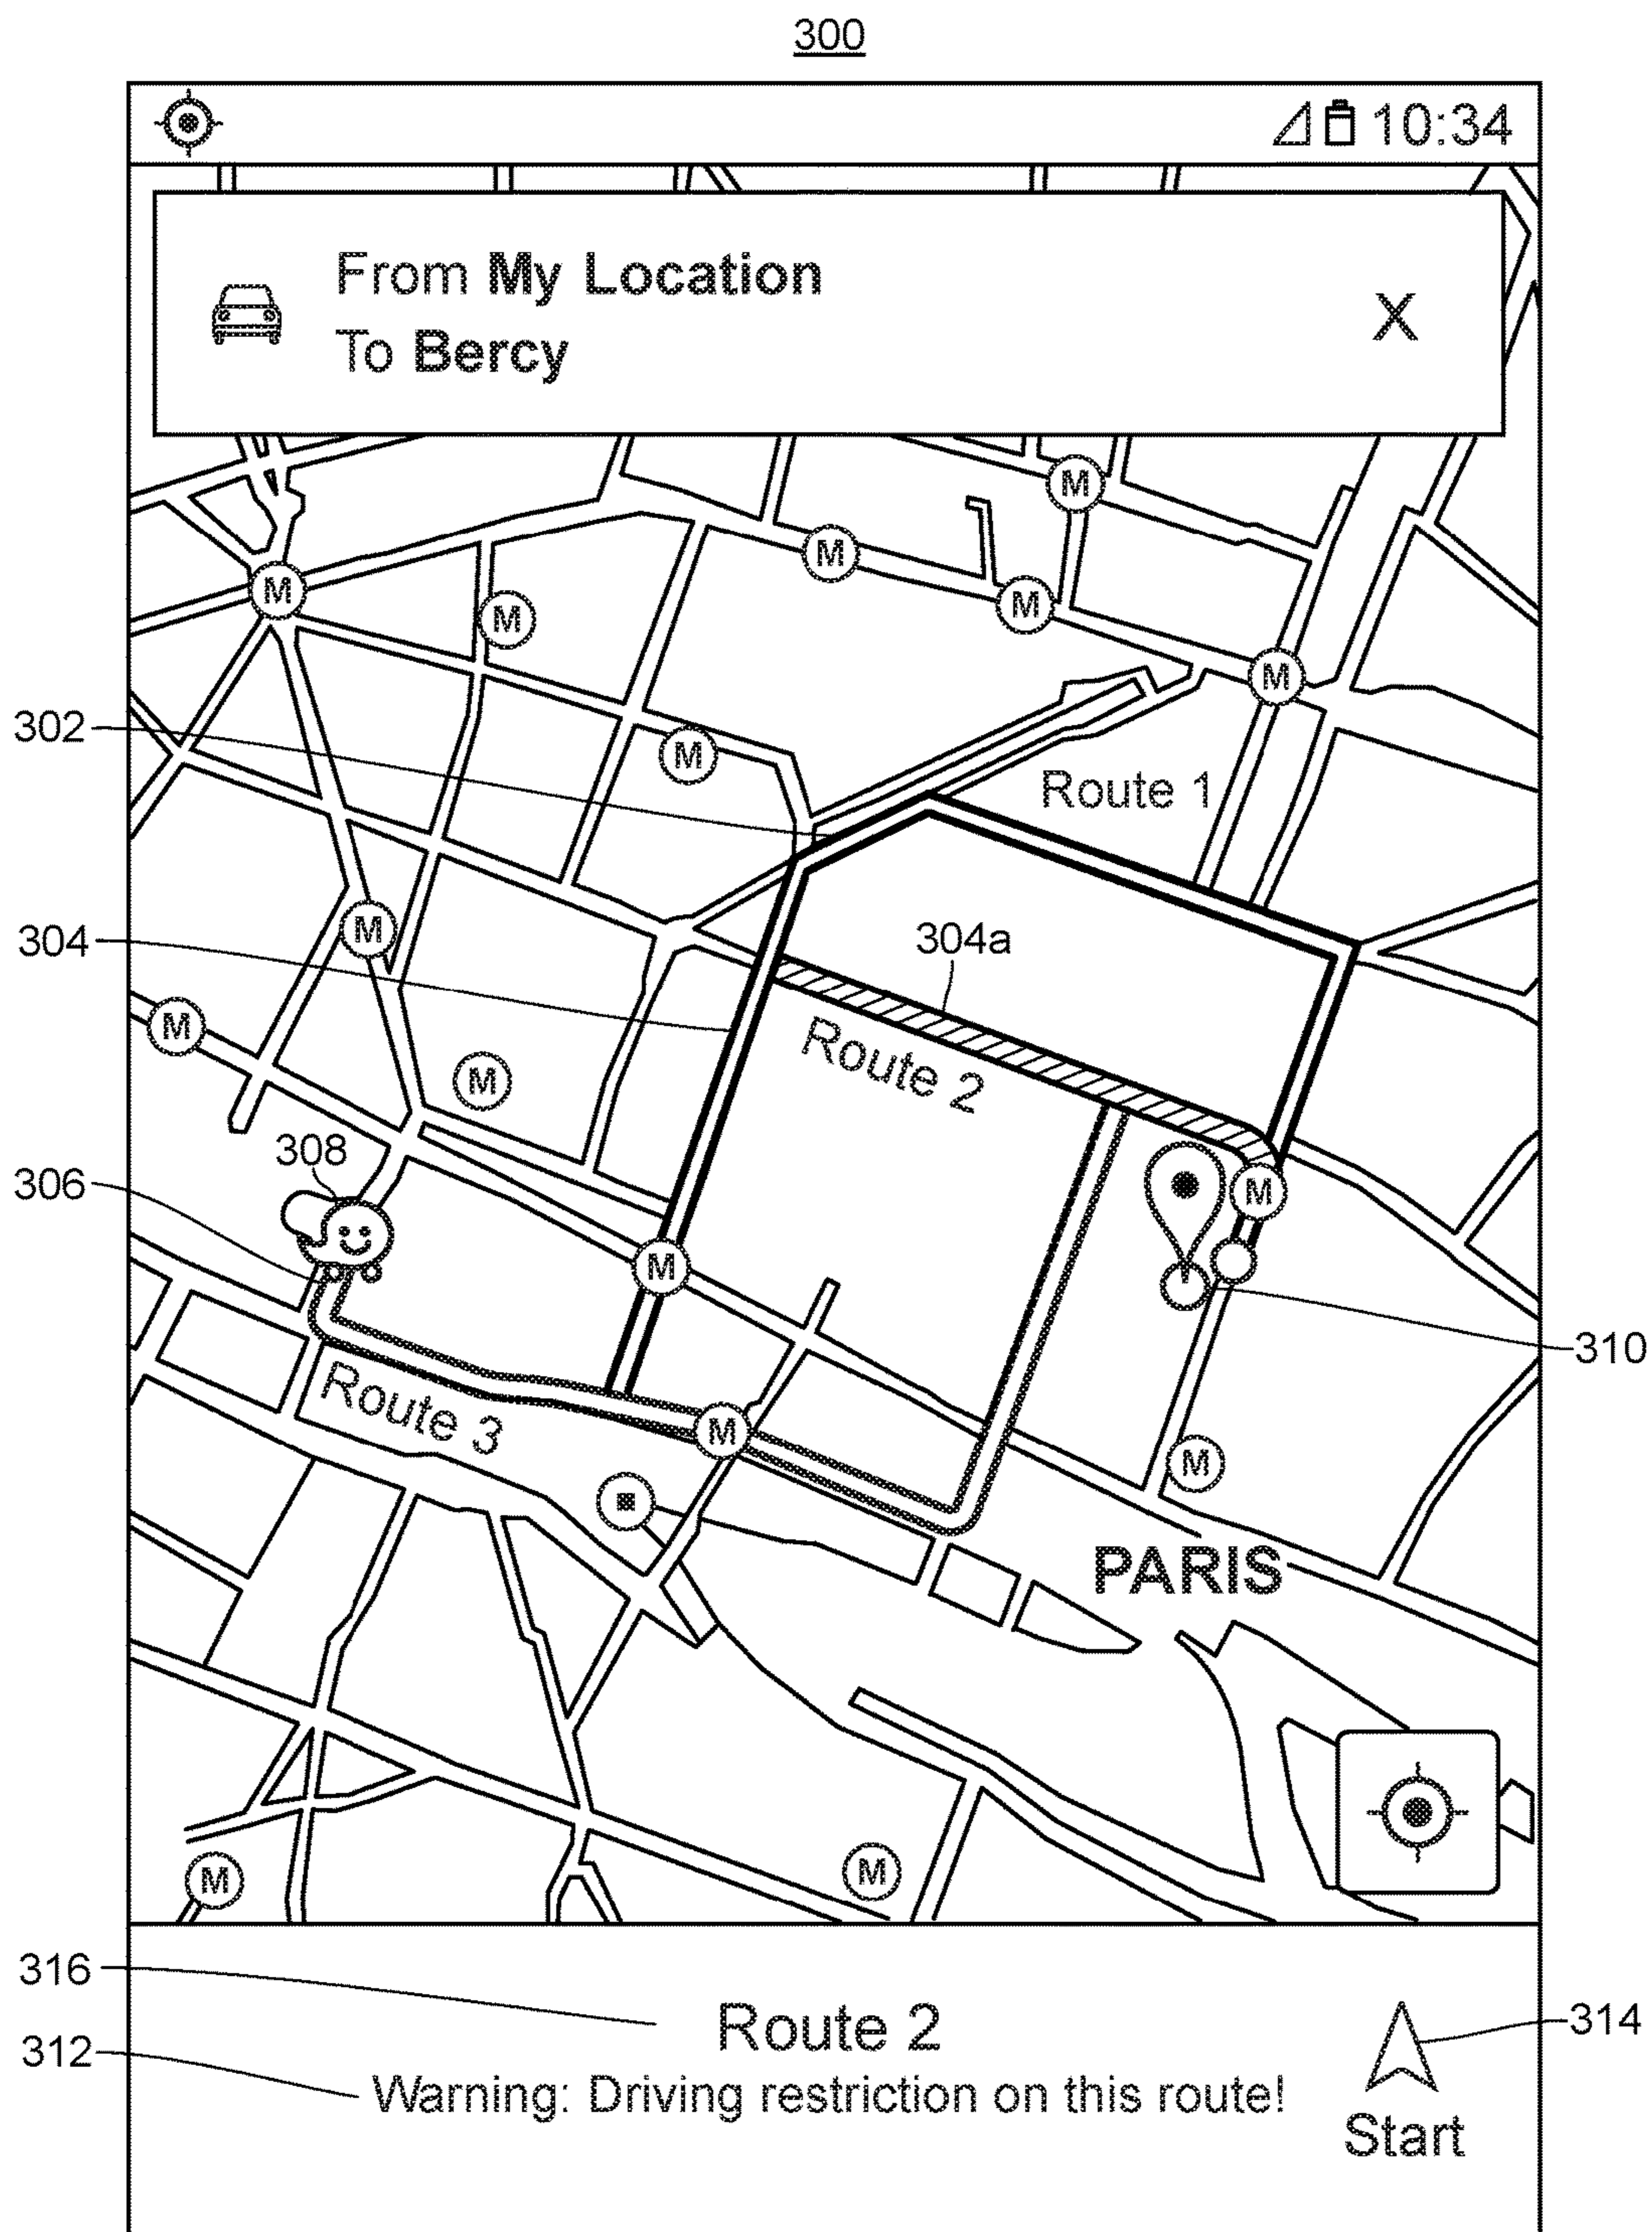 300
10:34
From My Location
To Bercy
X
M
M
M
M
M
M
302
M
Route 1
304
M
304a
M
Route 2
M
308
306
M
M
310
Route 3
M
M
PARIS
M
M
316
Route 2
314
312
Warning: Driving restriction on this route!
Start